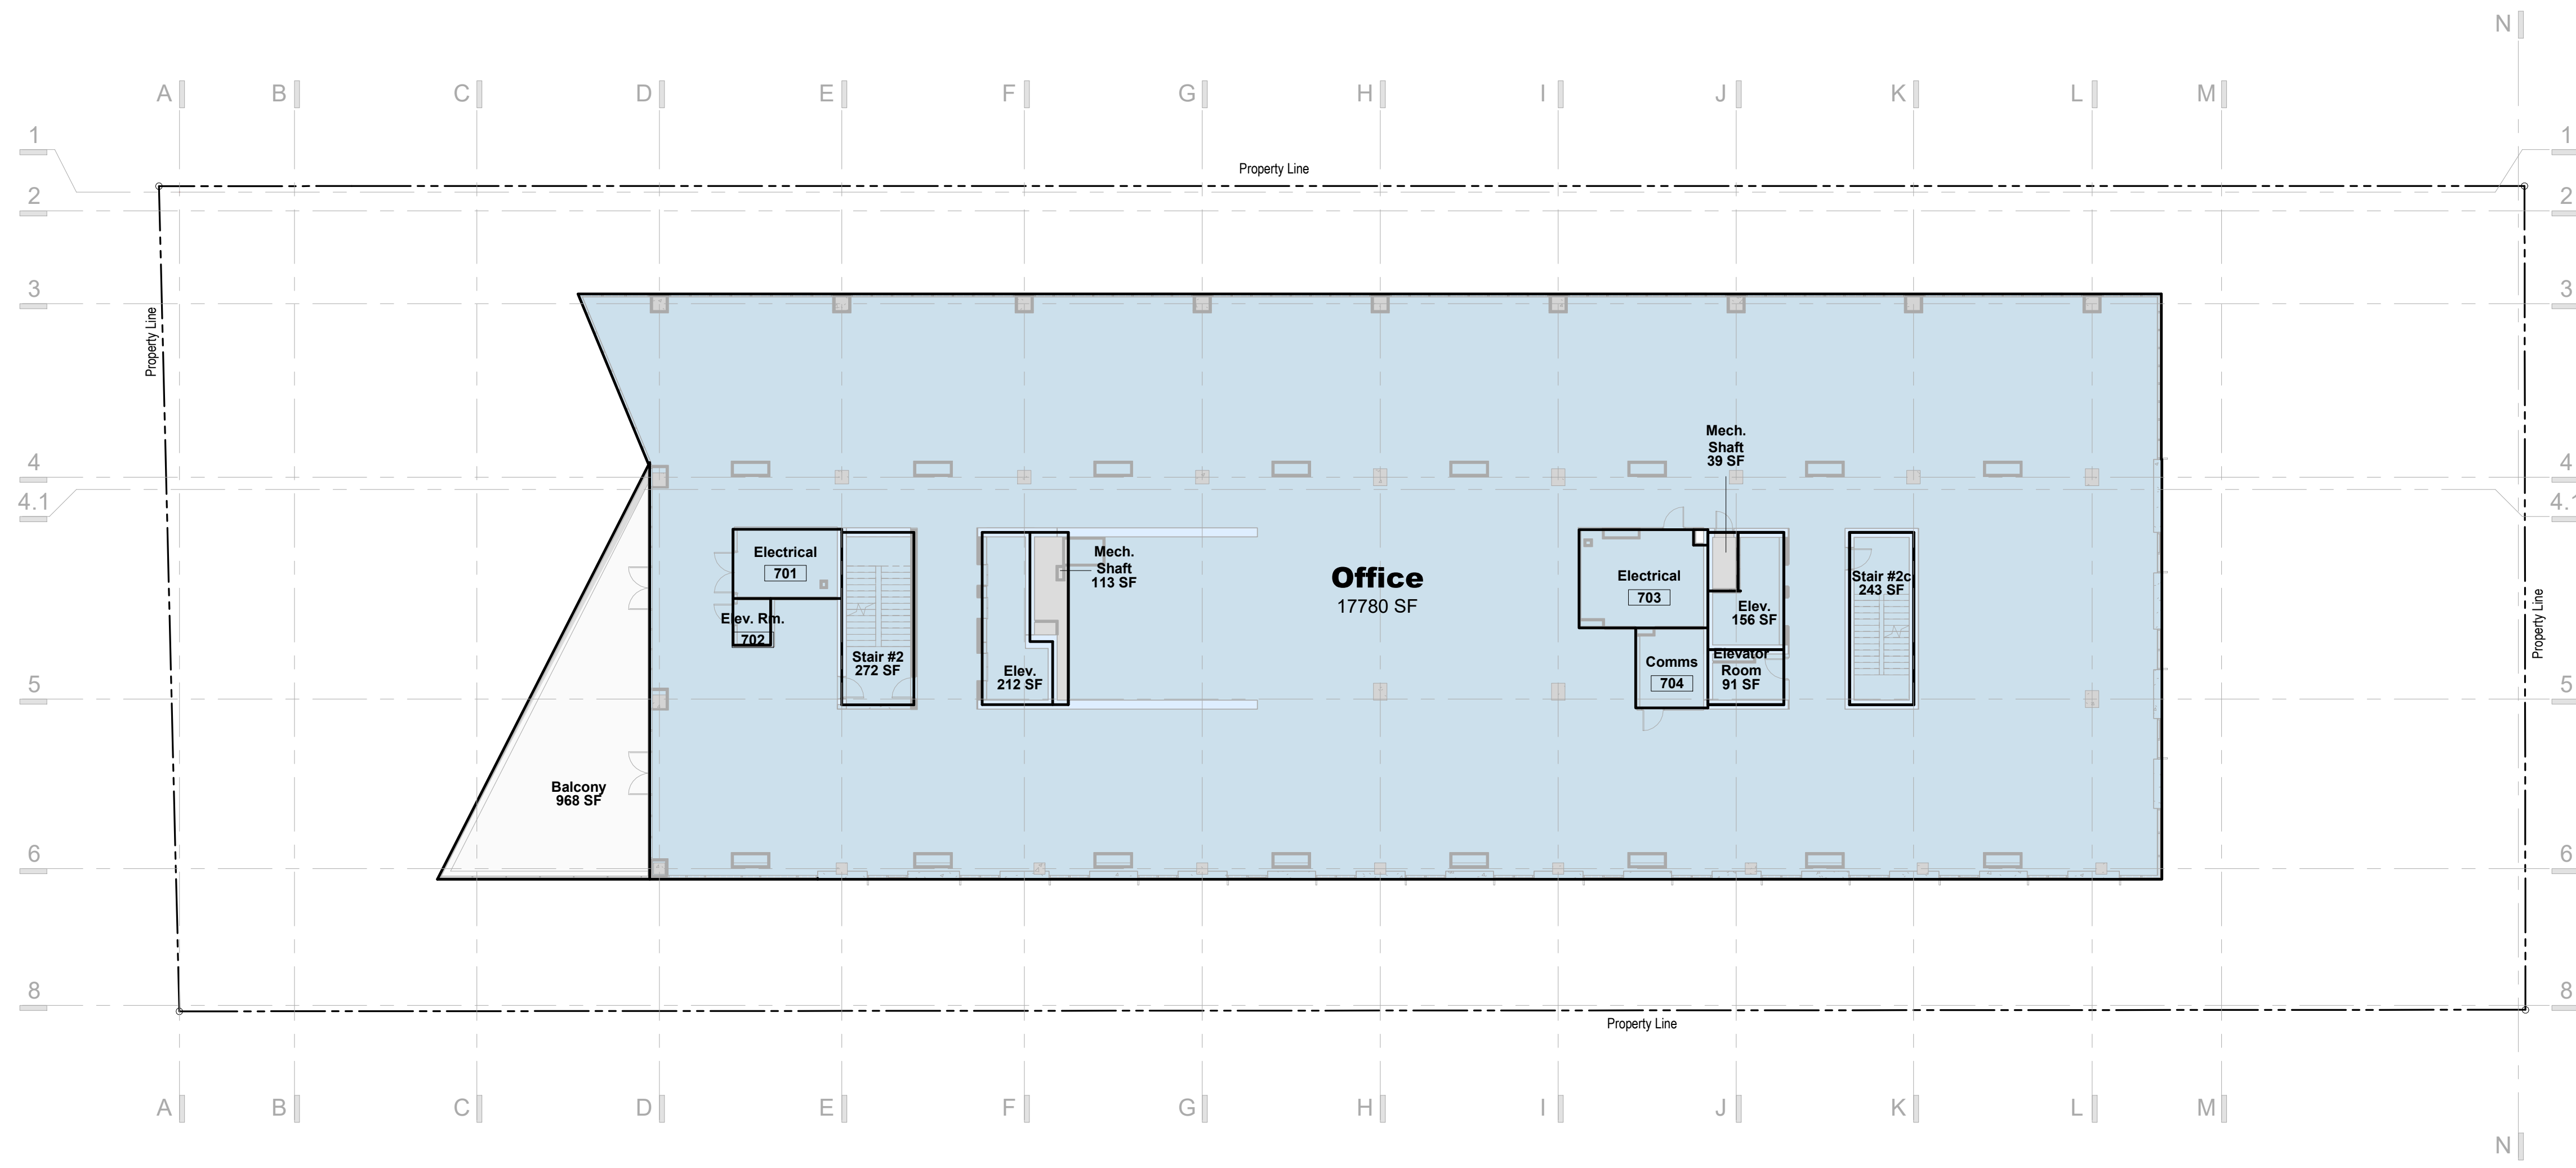 N
A B C D E F G H I J K L M
1 1
Property Line
2 2
3 3
Property Line
Mech.
Shaft
39 SF
4 4
4.1 4.1
Electrical
701
Mech.
Shaft
113 SF
Office
17780 SF
Electrical
703
Stair #2c
243 SF
Elev. Rm.
702
Elev.
156 SF
Property Line
Stair #2
272 SF
Elev.
212 SF
Comms
704
Elevator
Room
91 SF
5 5
Balcony
968 SF
6 6
8 8
Property Line
A B C D E F G H I J K L M
N